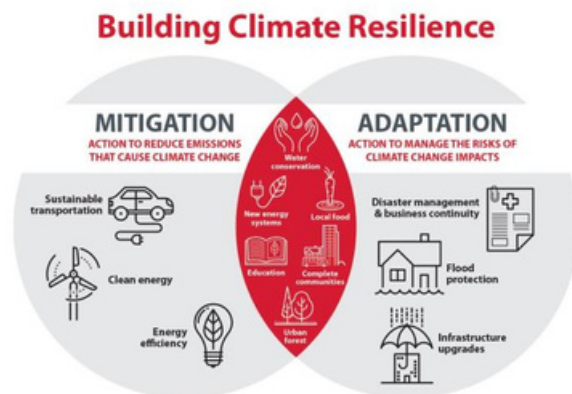 Building Climate Resilience
MITIGATION
ACTION TO REDUCE EMISSIONS
THAT CAUSE CLIMATE CHANGE
ADAPTATION
ACTION TO MANAGE THE RISKS OF
CLIMATE CHANGE IMPACTS
Sustainable
transportation
Clean energy
Energy
efficiency
Water
conservation
New energy
systems
Local food
Education
Complete
communities
Urban
forest
Disaster management
& business continuity
Flood
protection
Infrastructure
upgrades